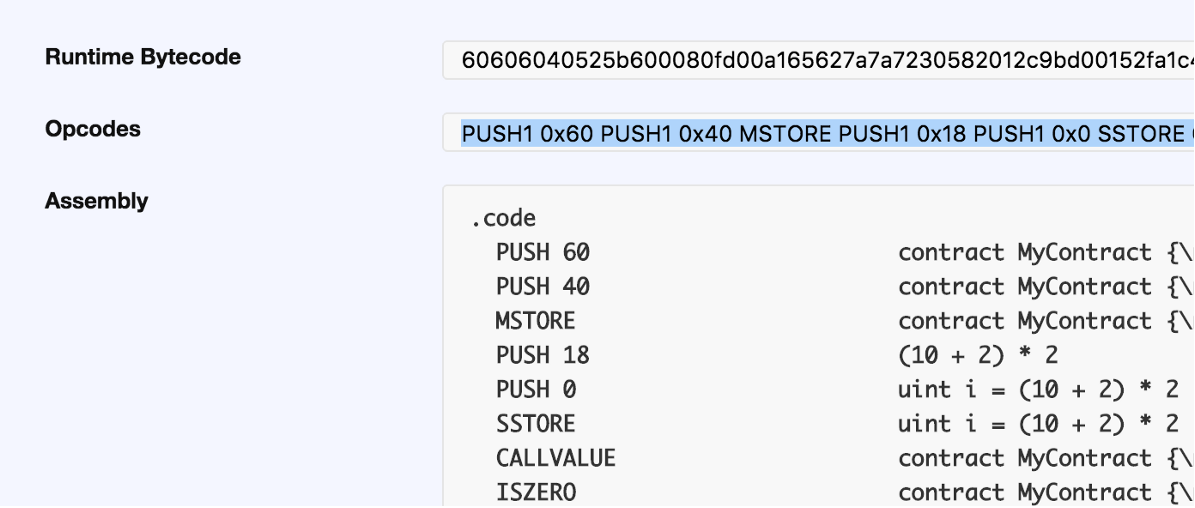 Runtime Bytecode 60606040525b600080fd00a165627a7a7230582012c9bd00152fa1c4
Opcodes PUSH1 0x60 PUSH1 0x40 MSTORE PUSH1 0x18 PUSH1 0x0 SSTORE
Assembly
.code
PUSH 60 contract MyContract {\
PUSH 40 contract MyContract {\
MSTORE contract MyContract {\
PUSH 18 (10 + 2) * 2
PUSH 0 uint i = (10 + 2) * 2
SSTORE uint i = (10 + 2) * 2
CALLVALUE contract MyContract {\
ISZERO contract MyContract {\